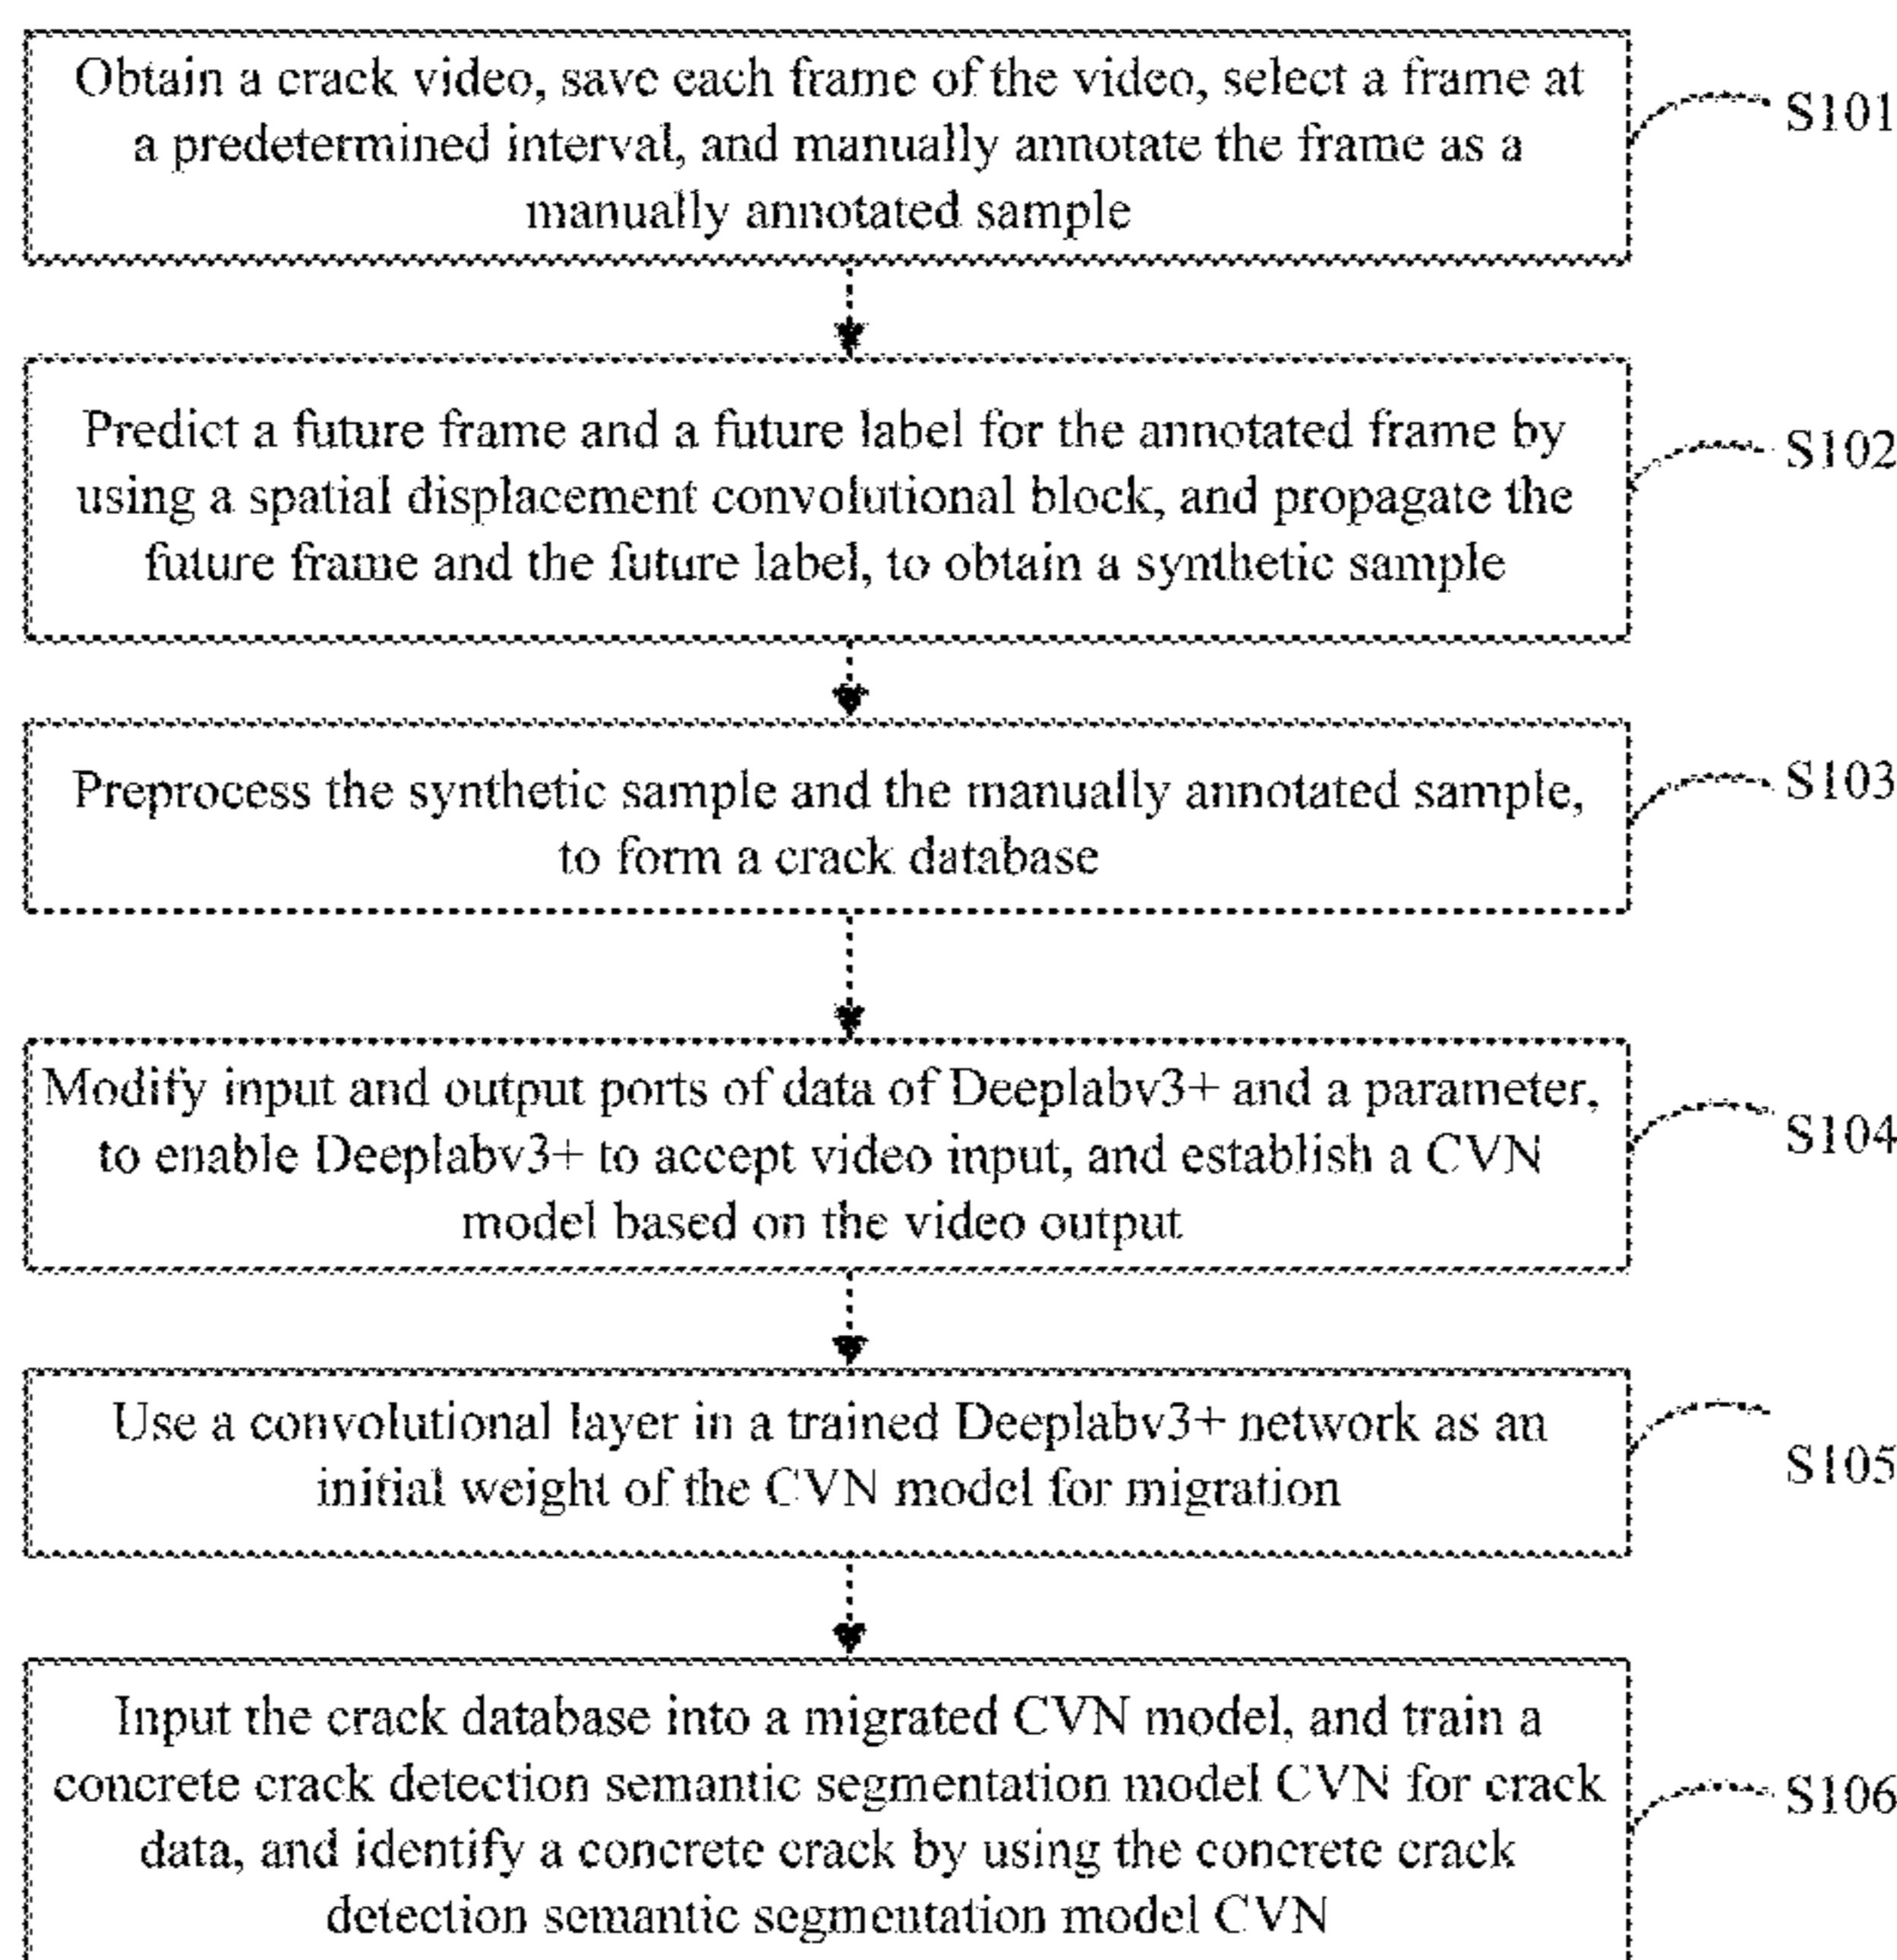 Obtain a crack video, save each frame of the video, select a frame at
a predetermined interval, and manually annotate the frame as a
manually annotated sample
S101
Predict a future frame and a future label for the annotated frame by
using a spatial displacement convolutional block, and propagate the
future frame and the future label, to obtain a synthetic sample
S102
Preprocess the synthetic sample and the manually annotated sample,
to form a crack database
S103
Modify input and output ports of data of Deeplabv3+ and a parameter,
to enable Deeplabv3+ to accept video input, and establish a CVN
model based on the video output
S104
Use a convolutional layer in a trained Deeplabv3+ network as an
initial weight of the CVN model for migration
S105
Input the crack database into a migrated CVN model, and train a
concrete crack detection semantic segmentation model CVN for crack
data, and identify a concrete crack by using the concrete crack
detection semantic segmentation model CVN
S106